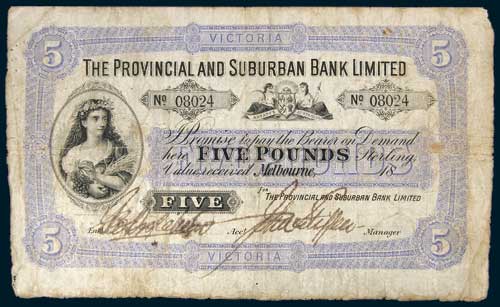 5 VICTORIA 5
THE PROVINCIAL AND SUBURBAN BANK LIMITED
No 08024 No 08024
I Promise to pay the Bearer on Demand
here FIVE POUNDS Sterling.
Value received Melbourne, 18
for THE PROVINCIAL AND SUBURBAN BANK LIMITED
FIVE
Ent Acct Manager
5 VICTORIA 5